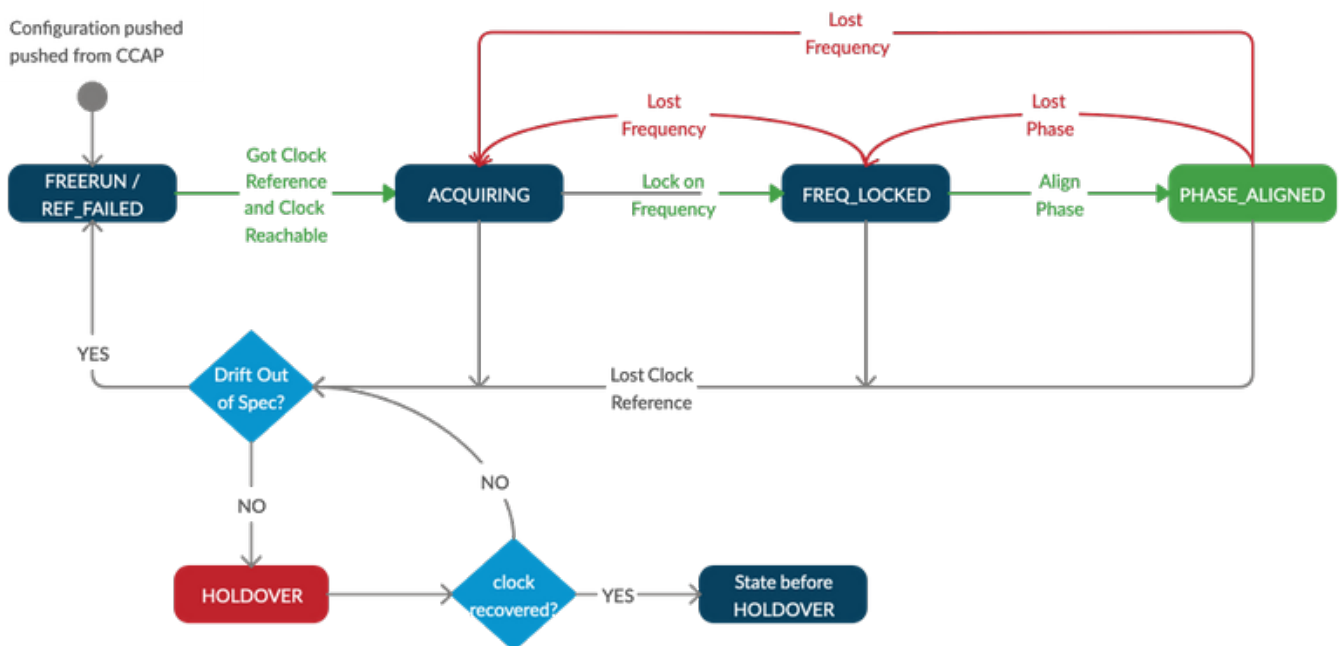 Configuration pushed
pushed from CCAP
Lost
Frequency
Lost
Frequency
Lost
Phase
FREERUN /
REF_FAILED
Got Clock
Reference
and Clock
Reachable
ACQUIRING
Lock on
Frequency
FREQ_LOCKED
Align
Phase
PHASE_ALIGNED
YES
Drift Out
of Spec?
Lost Clock
Reference
NO
NO
HOLDOVER
clock
recovered?
YES
State before
HOLDOVER